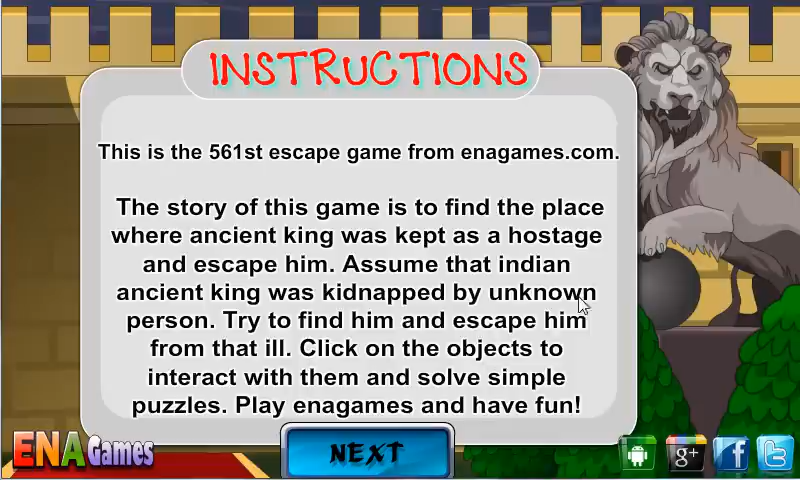 INSTRUCTIONS
This is the 561st escape game from enagames.com.
The story of this game is to find the place
where ancient king was kept as a hostage
and escape him. Assume that indian
ancient king was kidnapped by unknown
person. Try to find him and escape him
from that ill. Click on the objects to
interact with them and solve simple
puzzles. Play enagames and have fun!
ENA Games
NEXT
g+
f
t